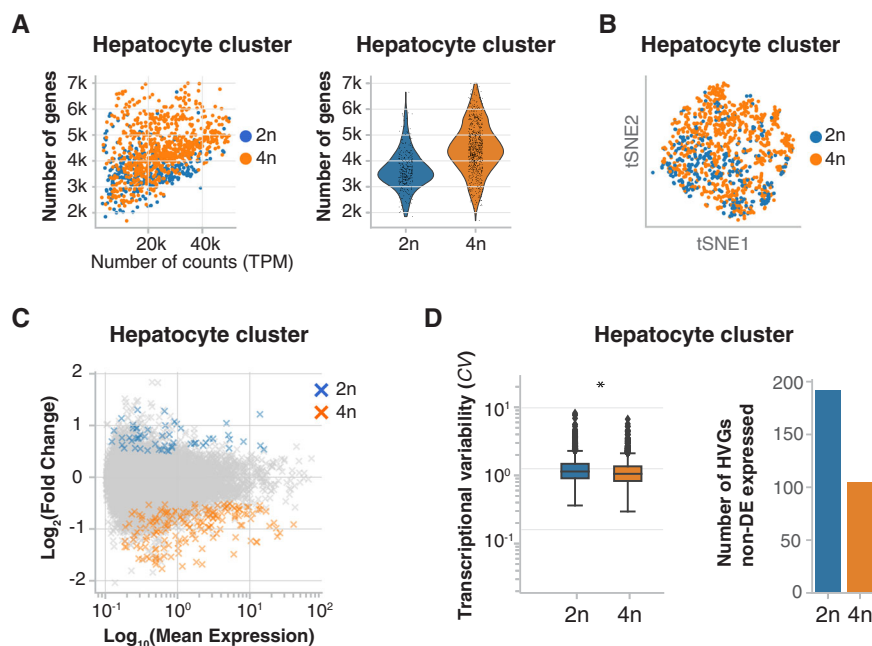 A
Hepatocyte cluster
Number of genes
7k
6k
5k
4k
3k
2k
20k
40k
Number of counts (TPM)
2n
4n
Hepatocyte cluster
Number of genes
7k
6k
5k
4k
3k
2k
2n
4n
B
Hepatocyte cluster
tSNE2
tSNE1
2n
4n
C
Hepatocyte cluster
Log₂(Fold Change)
2
1
0
-1
-2
10⁻¹
10⁰
10¹
10²
Log₁₀(Mean Expression)
2n
4n
D
Hepatocyte cluster
Transcriptional variability (CV)
10¹
10⁰
10⁻¹
*
2n
4n
Number of HVGs
non-DE expressed
200
150
100
50
0
2n
4n